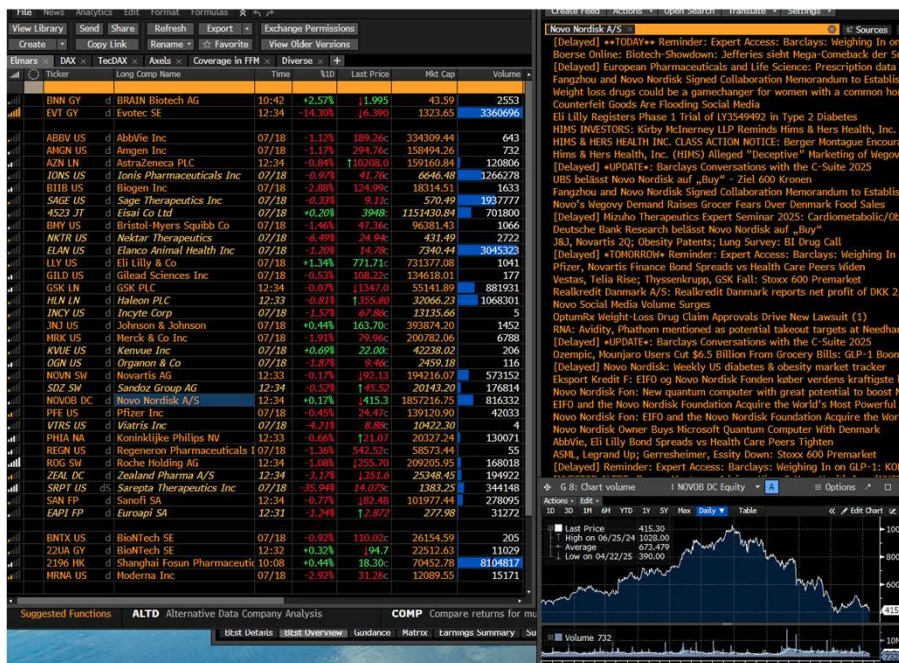 File News Analytics Edit Format Formulas
View Library Send Share Refresh Export Exchange Permissions
Create Copy Link Rename Favorite View Older Versions
Elmars DAX TecDAX Axels Coverage in FFM Diverse +
Ticker Long Comp Name Time %1D Last Price Mkt Cap Volume
BNN GY d BRAIN Biotech AG 10:42 +2.57% ↓1.995 43.59 2553
EVT GY d Evotec SE 12:34 -14.30% ↓6.390 1323.65 3360696
ABBV US d AbbVie Inc 07/18 -1.12% 189.26c 334309.44 643
AMGN US d Amgen Inc 07/18 -1.17% 294.76c 158494.26 732
AZN LN d AstraZeneca PLC 12:34 -0.84% ↑10208.0 159160.84 120806
IONS US d Ionis Pharmaceuticals Inc 07/18 -0.97% 41.76c 6646.48 1266278
BIIB US d Biogen Inc 07/18 -2.88% 124.99c 18314.51 1633
SAGE US d Sage Therapeutics Inc 07/18 -0.33% 9.11c 570.49 1937777
4523 JT d Eisai Co Ltd 07/18 +0.20% 3948c 1151430.84 701800
BMY US d Bristol-Myers Squibb Co 07/18 -1.46% 47.36c 96381.43 1066
NKTR US d Nektar Therapeutics 07/18 -6.49% 24.94c 431.49 2722
ELAN US d Elanco Animal Health Inc 07/18 -1.20% 14.78c 7340.44 3045323
LLY US d Eli Lilly & Co 07/18 +1.34% 771.71c 731377.08 1041
GILD US d Gilead Sciences Inc 07/18 -0.53% 108.22c 134618.01 177
GSK LN d GSK PLC 12:34 -0.07% ↓1347.0 55141.89 881931
HLN LN d Haleon PLC 12:33 -0.81% ↑355.80 32066.23 1068301
INCY US d Incyte Corp 07/18 -1.57% 67.86c 13135.66 5
JNJ US d Johnson & Johnson 07/18 +0.44% 163.70c 393874.20 1452
MRK US d Merck & Co Inc 07/18 -1.91% 79.96c 200782.06 6788
KVUE US d Kenvue Inc 07/18 +0.69% 22.00c 42238.02 206
OGN US d Organon & Co 07/18 -1.87% 9.46c 2459.18 116
NOVN SW d Novartis AG 12:33 -0.17% ↓92.13 194216.07 573152
SDZ SW d Sandoz Group AG 12:34 -0.52% ↑45.52 20143.20 176814
NOVOB DC d Novo Nordisk A/S 12:34 +0.17% ↓415.3 1857216.75 816332
PFE US d Pfizer Inc 07/18 -0.45% 24.47c 139120.90 42033
VTRS US d Viatris Inc 07/18 -4.21% 8.88c 10422.30 4
PHIA NA d Koninklijke Philips NV 12:33 -0.66% ↑21.07 20327.24 130071
REGN US d Regeneron Pharmaceuticals I 07/18 -1.36% 542.52c 58573.44 55
ROG SW d Roche Holding AG 12:34 -1.08% ↓255.70 209205.95 168018
ZEAL DC d Zealand Pharma A/S 12:34 -3.17% ↓351.6 25348.45 194922
SRPT US ds Sarepta Therapeutics Inc 07/18 -35.94% 14.075c 1383.25 344148
SAN FP d Sanofi SA 12:34 -0.77% ↓82.48 101977.44 278095
EAPI FP d Euroapi SA 12:31 -1.24% ↑2.872 277.98 31272
BNTX US d BioNTech SE 07/18 -0.92% 110.02c 26154.59 205
22UA GY d BioNTech SE 12:32 +0.32% ↓94.7 22512.63 11029
2196 HK d Shanghai Fosun Pharmaceutic 10:08 +0.44% 18.30c 70452.78 8104817
MRNA US d Moderna Inc 07/18 -2.92% 31.26c 12089.55 15171
Suggested Functions ALTD Alternative Data Company Analysis COMP Compare returns for mu
BEst Details BEst Overview Guidance Matrix Earnings Summary Su
Create Feed Actions Open Search Translate Settings
Novo Nordisk A/S Sources
[Delayed] **TODAY** Reminder: Expert Access: Barclays: Weighing In on
Boerse Online: Biotech-Showdown: Jefferies sieht Mega-Comeback der S
[Delayed] European Pharmaceuticals and Life Science: Prescription data
Fangzhou and Novo Nordisk Signed Collaboration Memorandum to Establis
Weight loss drugs could be a gamechanger for women with a common ho
Counterfeit Goods Are Flooding Social Media
Eli Lilly Registers Phase 1 Trial of LY3549492 in Type 2 Diabetes
HIMS INVESTORS: Kirby McInerney LLP Reminds Hims & Hers Health, Inc.
HIMS & HERS HEALTH INC. CLASS ACTION NOTICE: Berger Montague Encoura
Hims & Hers Health, Inc. (HIMS) Alleged "Deceptive" Marketing of Wegov
[Delayed] *UPDATE*: Barclays Conversations with the C-Suite 2025
UBS belässt Novo Nordisk auf „Buy“ - Ziel 600 Kronen
Fangzhou and Novo Nordisk Signed Collaboration Memorandum to Establis
Novo's Wegovy Demand Raises Grocer Fears Over Denmark Food Sales
[Delayed] Mizuho Therapeutics Expert Seminar 2025: Cardiometabolic/Ob
Deutsche Bank Research belässt Novo Nordisk auf „Buy“
J&J, Novartis 2Q; Obesity Patents; Lung Survey: BI Drug Call
[Delayed] *TOMORROW* Reminder: Expert Access: Barclays: Weighing In
Pfizer, Novartis Finance Bond Spreads vs Health Care Peers Widen
Vestas, Telia Rise; Thyssenkrupp, GSK Fall: Stoxx 600 Premarket
Realkredit Danmark A/S: Realkredit Danmark reports net profit of DKK 2
Novo Social Media Volume Surges
OptumRx Weight-Loss Drug Claim Approvals Drive New Lawsuit (1)
RNA: Avidity, Phathom mentioned as potential takeout targets at Needham
[Delayed] *UPDATE*: Barclays Conversations with the C-Suite 2025
Ozempic, Mounjaro Users Cut $6.5 Billion From Grocery Bills: GLP-1 Boon
[Delayed] Novo Nordisk: Weekly US diabetes & obesity market tracker
Eksport Kredit F: EIFO og Novo Nordisk Fonden køber verdens kraftigste
Novo Nordisk Fon: New quantum computer with great potential to boost
EIFO and the Novo Nordisk Foundation Acquire the World's Most Powerful
Novo Nordisk Fon: EIFO and the Novo Nordisk Foundation Acquire the Wor
Novo Nordisk Owner Buys Microsoft Quantum Computer With Denmark
AbbVie, Eli Lilly Bond Spreads vs Health Care Peers Tighten
ASML, Legrand Up; Gerresheimer, Essity Down: Stoxx 600 Premarket
[Delayed] Reminder: Expert Access: Barclays: Weighing In on GLP-1: KOL
G 8: Chart volume NOVOB DC Equity A Options
Actions Edit
1D 3D 1M 6M YTD 1Y 5Y Max Daily Table Edit Chart
Last Price 415.30
High on 06/25/24 1028.00
Average 673.479
Low on 04/22/25 390.00
800
600
415
Volume 732
10M
732